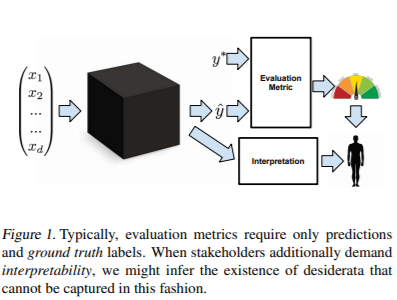 x1
x2
...
...
xd
y*
ŷ
Evaluation
Metric
Interpretation
Figure 1. Typically, evaluation metrics require only predictions
and ground truth labels. When stakeholders additionally demand
interpretability, we might infer the existence of desiderata that
cannot be captured in this fashion.